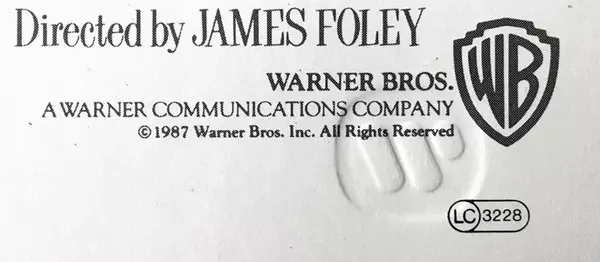 Directed by JAMES FOLEY
WARNER BROS.
A WARNER COMMUNICATIONS COMPANY
©1987 Warner Bros. Inc. All Rights Reserved
WB
LC 3228